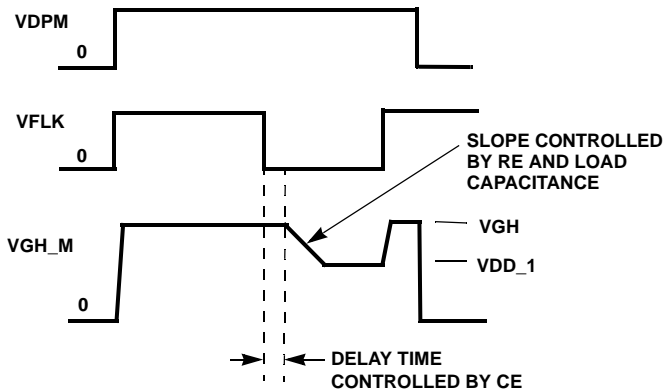 VDPM
0
VFLK
0
SLOPE CONTROLLED
BY RE AND LOAD
CAPACITANCE
VGH_M
VGH
VDD_1
0
DELAY TIME
CONTROLLED BY CE